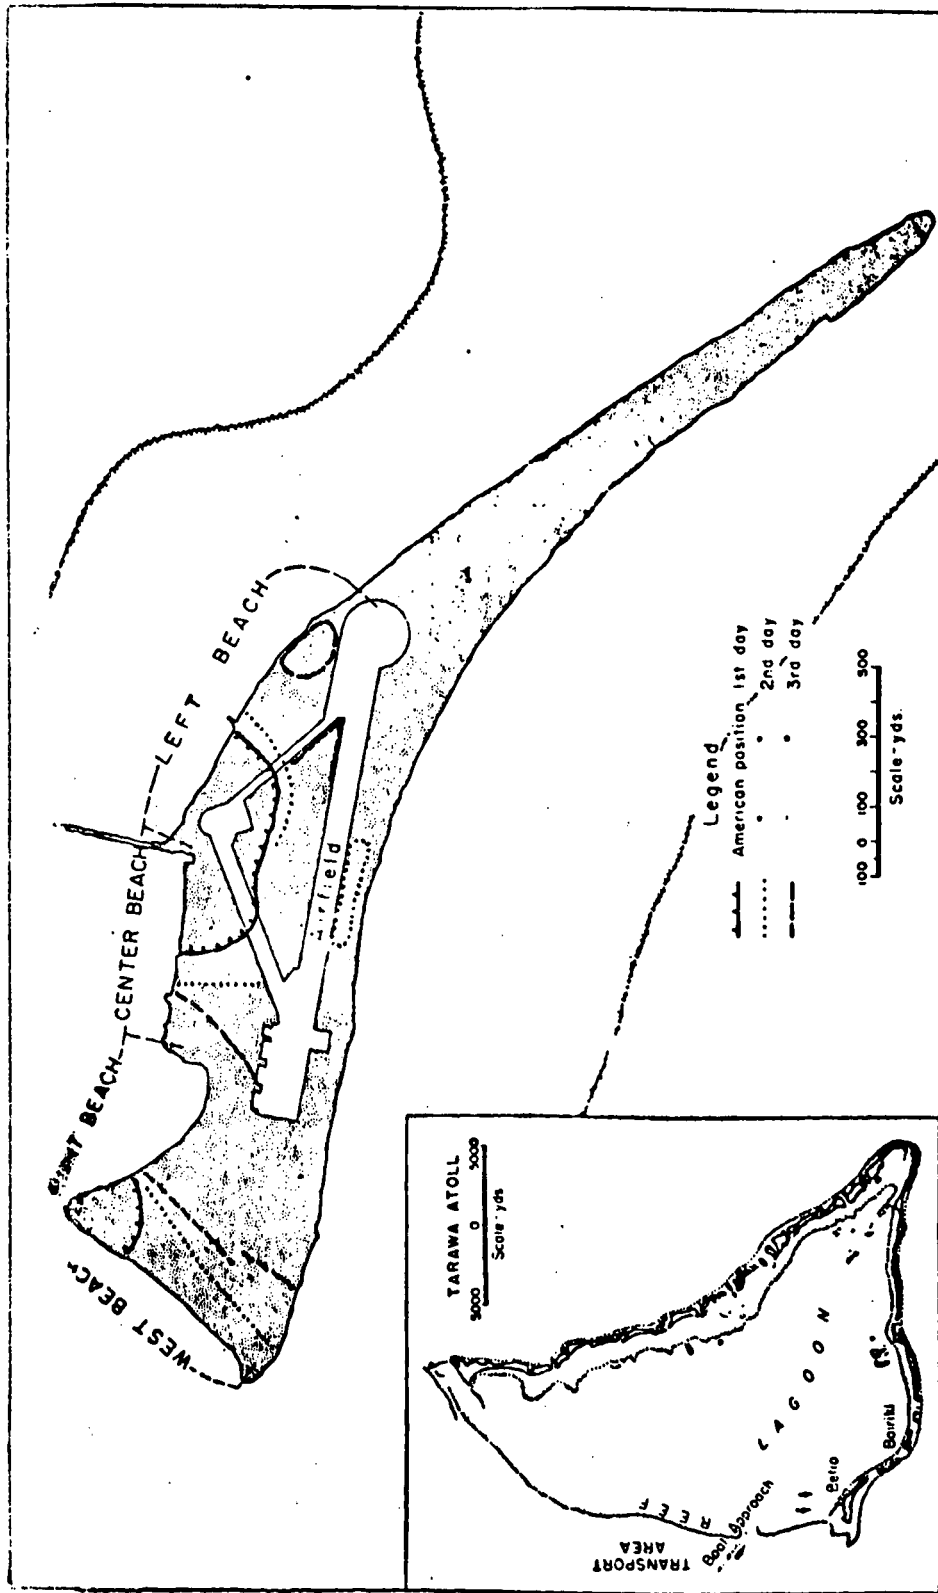 WEST BEACH
BEACH
CENTER BEACH
LEFT BEACH
Airfield
Legend
American position 1st day
2nd day
3rd day
100 0 100 300 500
Scale-yds.
TARAWA ATOLL
5000 0 5000
Scale-yds
TRANSPORT
AREA
REEF
Boat Approach
LAGOON
Betio
Bairiki